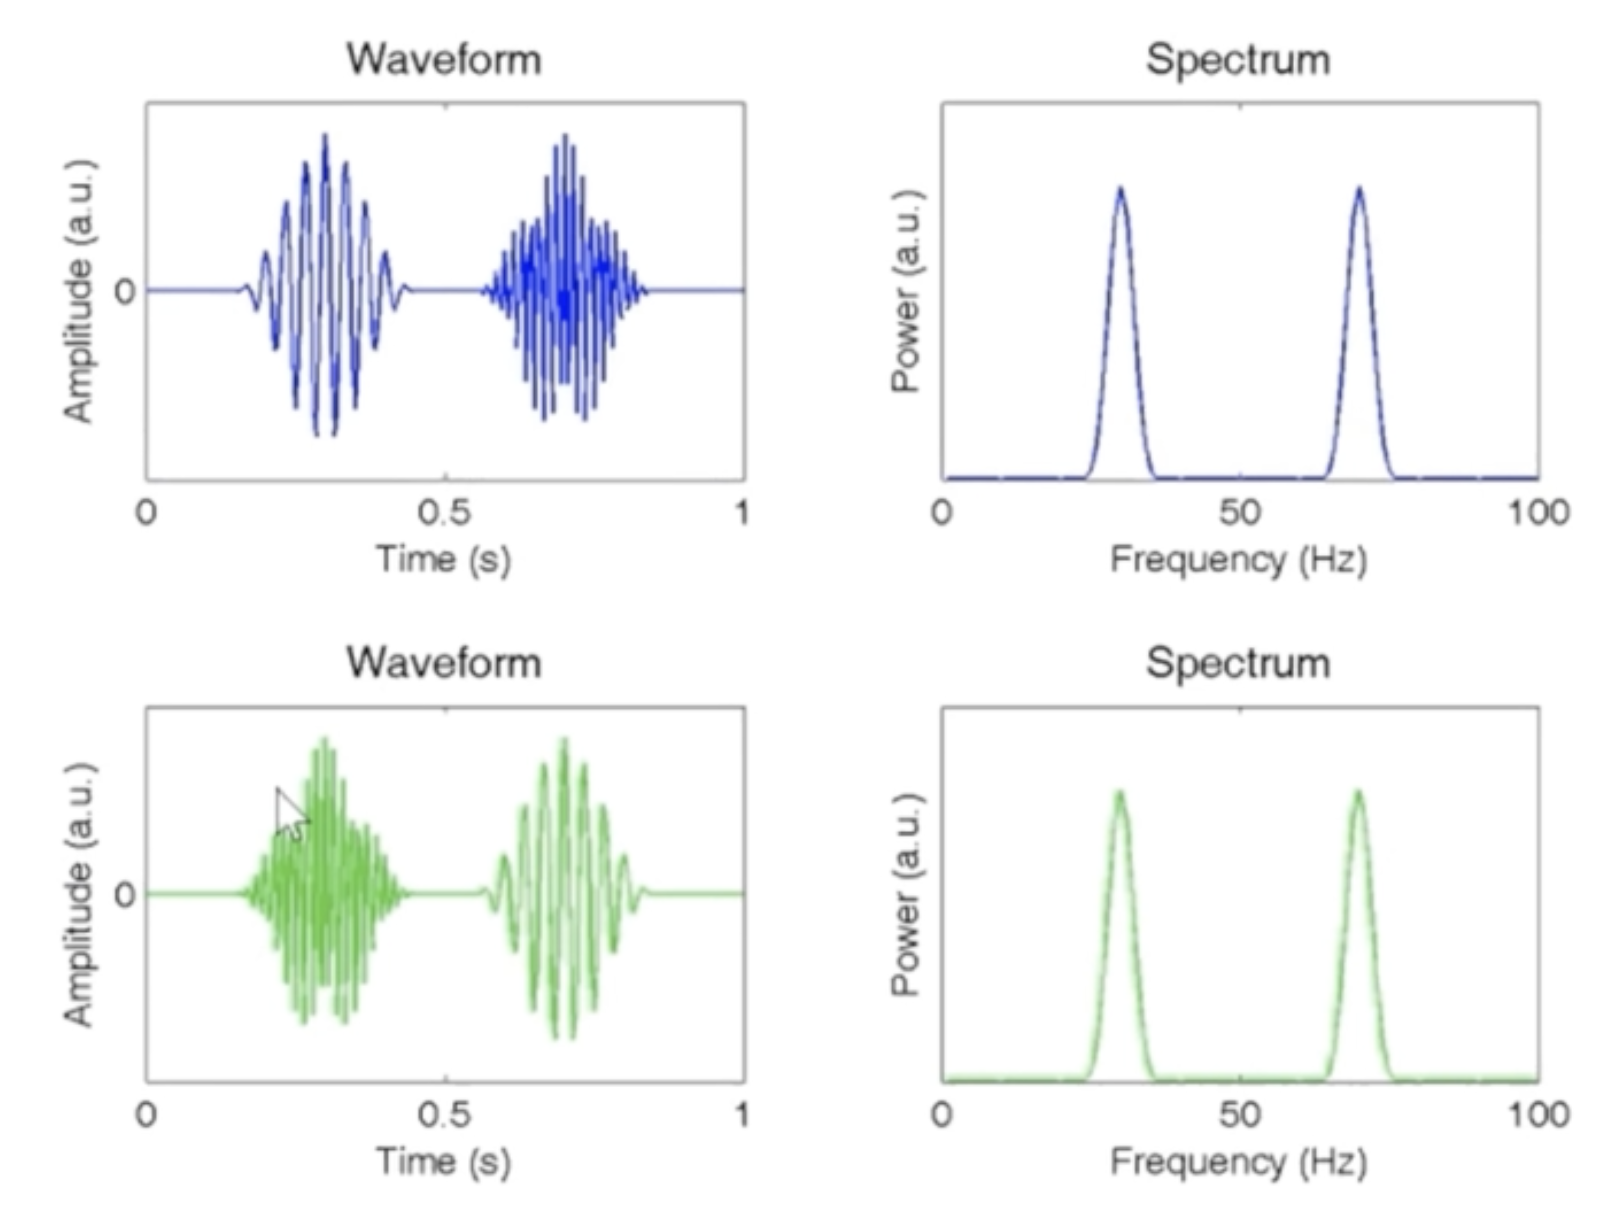 Waveform
Amplitude (a.u.)
0
0 0.5 1
Time (s)
Spectrum
Power (a.u.)
0 50 100
Frequency (Hz)
Waveform
Amplitude (a.u.)
0
0 0.5 1
Time (s)
Spectrum
Power (a.u.)
0 50 100
Frequency (Hz)